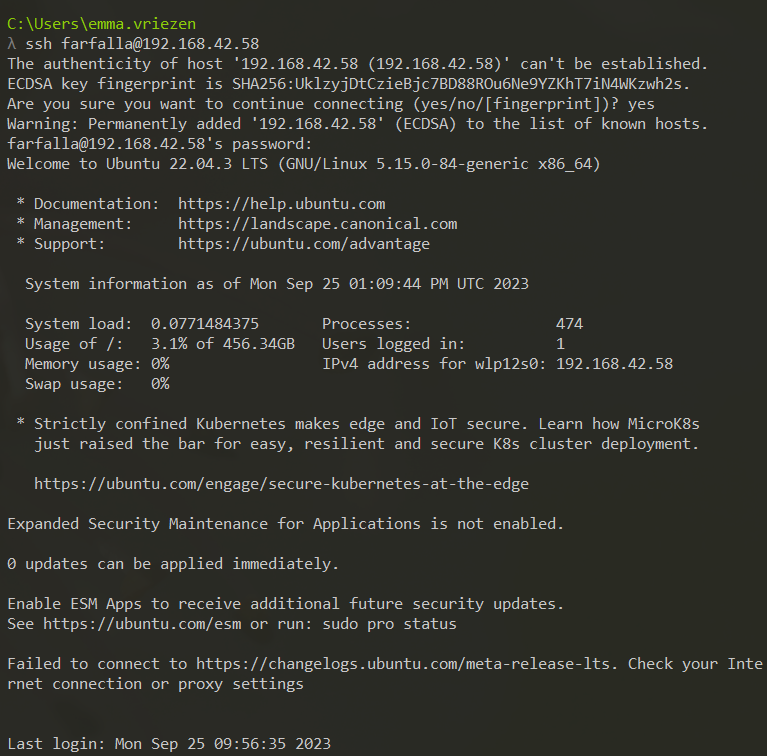 C:\Users\emma.vriezen
λ ssh farfalla@192.168.42.58
The authenticity of host '192.168.42.58 (192.168.42.58)' can't be established.
ECDSA key fingerprint is SHA256:UklzyjDtCzieBjc7BD88ROu6Ne9YZKhT7iN4WKzwh2s.
Are you sure you want to continue connecting (yes/no/[fingerprint])? yes
Warning: Permanently added '192.168.42.58' (ECDSA) to the list of known hosts.
farfalla@192.168.42.58's password:
Welcome to Ubuntu 22.04.3 LTS (GNU/Linux 5.15.0-84-generic x86_64)
* Documentation:  https://help.ubuntu.com
* Management:     https://landscape.canonical.com
* Support:        https://ubuntu.com/advantage
System information as of Mon Sep 25 01:09:44 PM UTC 2023
System load:  0.0771484375       Processes:                474
Usage of /:   3.1% of 456.34GB   Users logged in:          1
Memory usage: 0%                 IPv4 address for wlp12s0: 192.168.42.58
Swap usage:   0%
* Strictly confined Kubernetes makes edge and IoT secure. Learn how MicroK8s
just raised the bar for easy, resilient and secure K8s cluster deployment.
https://ubuntu.com/engage/secure-kubernetes-at-the-edge
Expanded Security Maintenance for Applications is not enabled.
0 updates can be applied immediately.
Enable ESM Apps to receive additional future security updates.
See https://ubuntu.com/esm or run: sudo pro status
Failed to connect to https://changelogs.ubuntu.com/meta-release-lts. Check your Inte
rnet connection or proxy settings
Last login: Mon Sep 25 09:56:35 2023